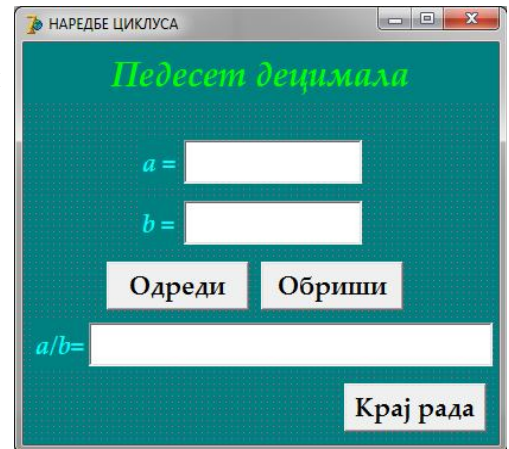 НАРЕДБЕ ЦИКЛУСА
Педесет децимала
a =
b =
Одреди Обриши
a/b=
Крај рада